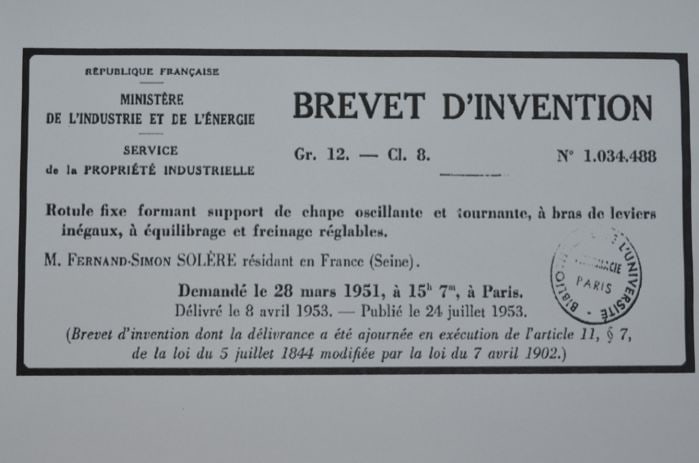 RÉPUBLIQUE FRANÇAISE
MINISTÈRE
DE L'INDUSTRIE ET DE L'ÉNERGIE
SERVICE
de la PROPRIÉTÉ INDUSTRIELLE
BREVET D'INVENTION
Gr. 12. — Cl. 8.
N° 1.034.488
Rotule fixe formant support de chape oscillante et tournante, à bras de leviers
inégaux, à équilibrage et freinage réglables.
M. FERNAND-SIMON SOLÈRE résidant en France (Seine).
Demandé le 28 mars 1951, à 15h 7m, à Paris.
Délivré le 8 avril 1953. — Publié le 24 juillet 1953.
(Brevet d'invention dont la délivrance a été ajournée en exécution de l'article 11, § 7,
de la loi du 5 juillet 1844 modifiée par la loi du 7 avril 1902.)
L'UNIVERSITÉ
PARIS